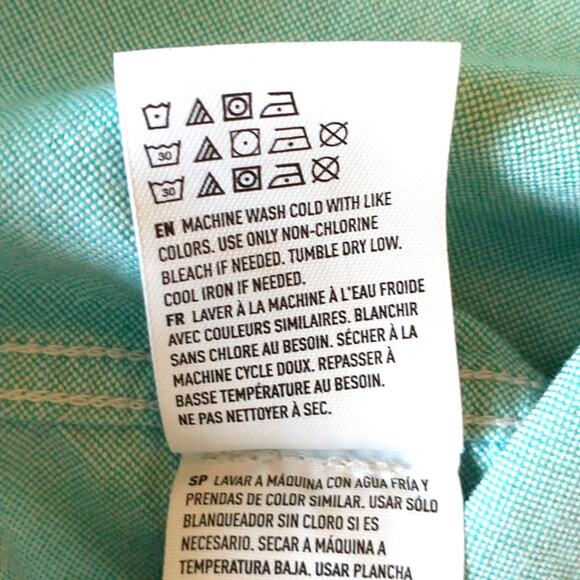 30
30
EN MACHINE WASH COLD WITH LIKE
COLORS. USE ONLY NON-CHLORINE
BLEACH IF NEEDED. TUMBLE DRY LOW.
COOL IRON IF NEEDED.
FR LAVER À LA MACHINE À L'EAU FROIDE
AVEC COULEURS SIMILAIRES. BLANCHIR
SANS CHLORE AU BESOIN. SÉCHER À LA
MACHINE CYCLE DOUX. REPASSER À
BASSE TEMPÉRATURE AU BESOIN.
NE PAS NETTOYER À SEC.
SP LAVAR A MÁQUINA CON AGUA FRÍA Y
PRENDAS DE COLOR SIMILAR. USAR SÓLO
BLANQUEADOR SIN CLORO SI ES
NECESARIO. SECAR A MÁQUINA A
TEMPERATURA BAJA. USAR PLANCHA